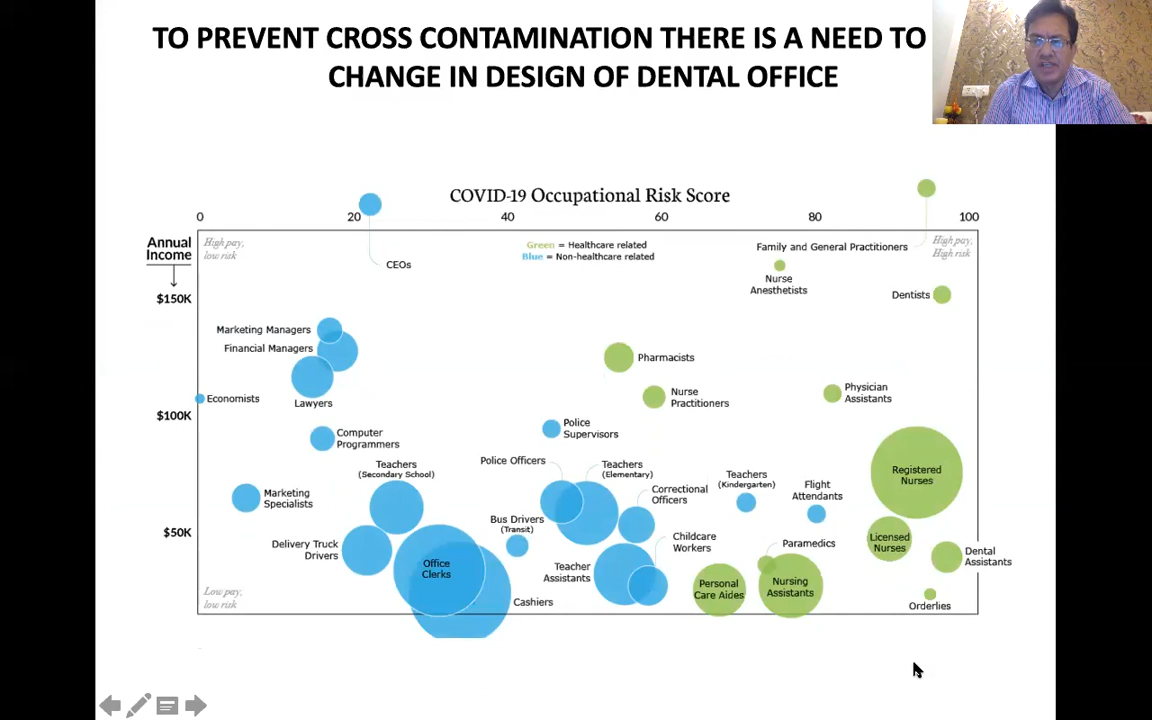 TO PREVENT CROSS CONTAMINATION THERE IS A NEED TO
CHANGE IN DESIGN OF DENTAL OFFICE
COVID-19 Occupational Risk Score
0
20
40
60
80
100
Annual
Income
High pay,
low risk
Green = Healthcare related
Blue = Non-healthcare related
Family and General Practitioners
High pay,
High risk
CEOs
Nurse
Anesthetists
Dentists
$150K
Marketing Managers
Financial Managers
Lawyers
Pharmacists
Nurse
Practitioners
Physician
Assistants
Economists
$100K
Computer
Programmers
Police
Supervisors
Teachers
(Secondary School)
Police Officers
Teachers
(Elementary)
Correctional
Officers
Teachers
(Kindergarten)
Flight
Attendants
Registered
Nurses
Marketing
Specialists
$50K
Bus Drivers
(Transit)
Delivery Truck
Drivers
Childcare
Workers
Paramedics
Licensed
Nurses
Dental
Assistants
Office
Clerks
Teacher
Assistants
Personal
Care Aides
Nursing
Assistants
Low pay,
low risk
Cashiers
Orderlies